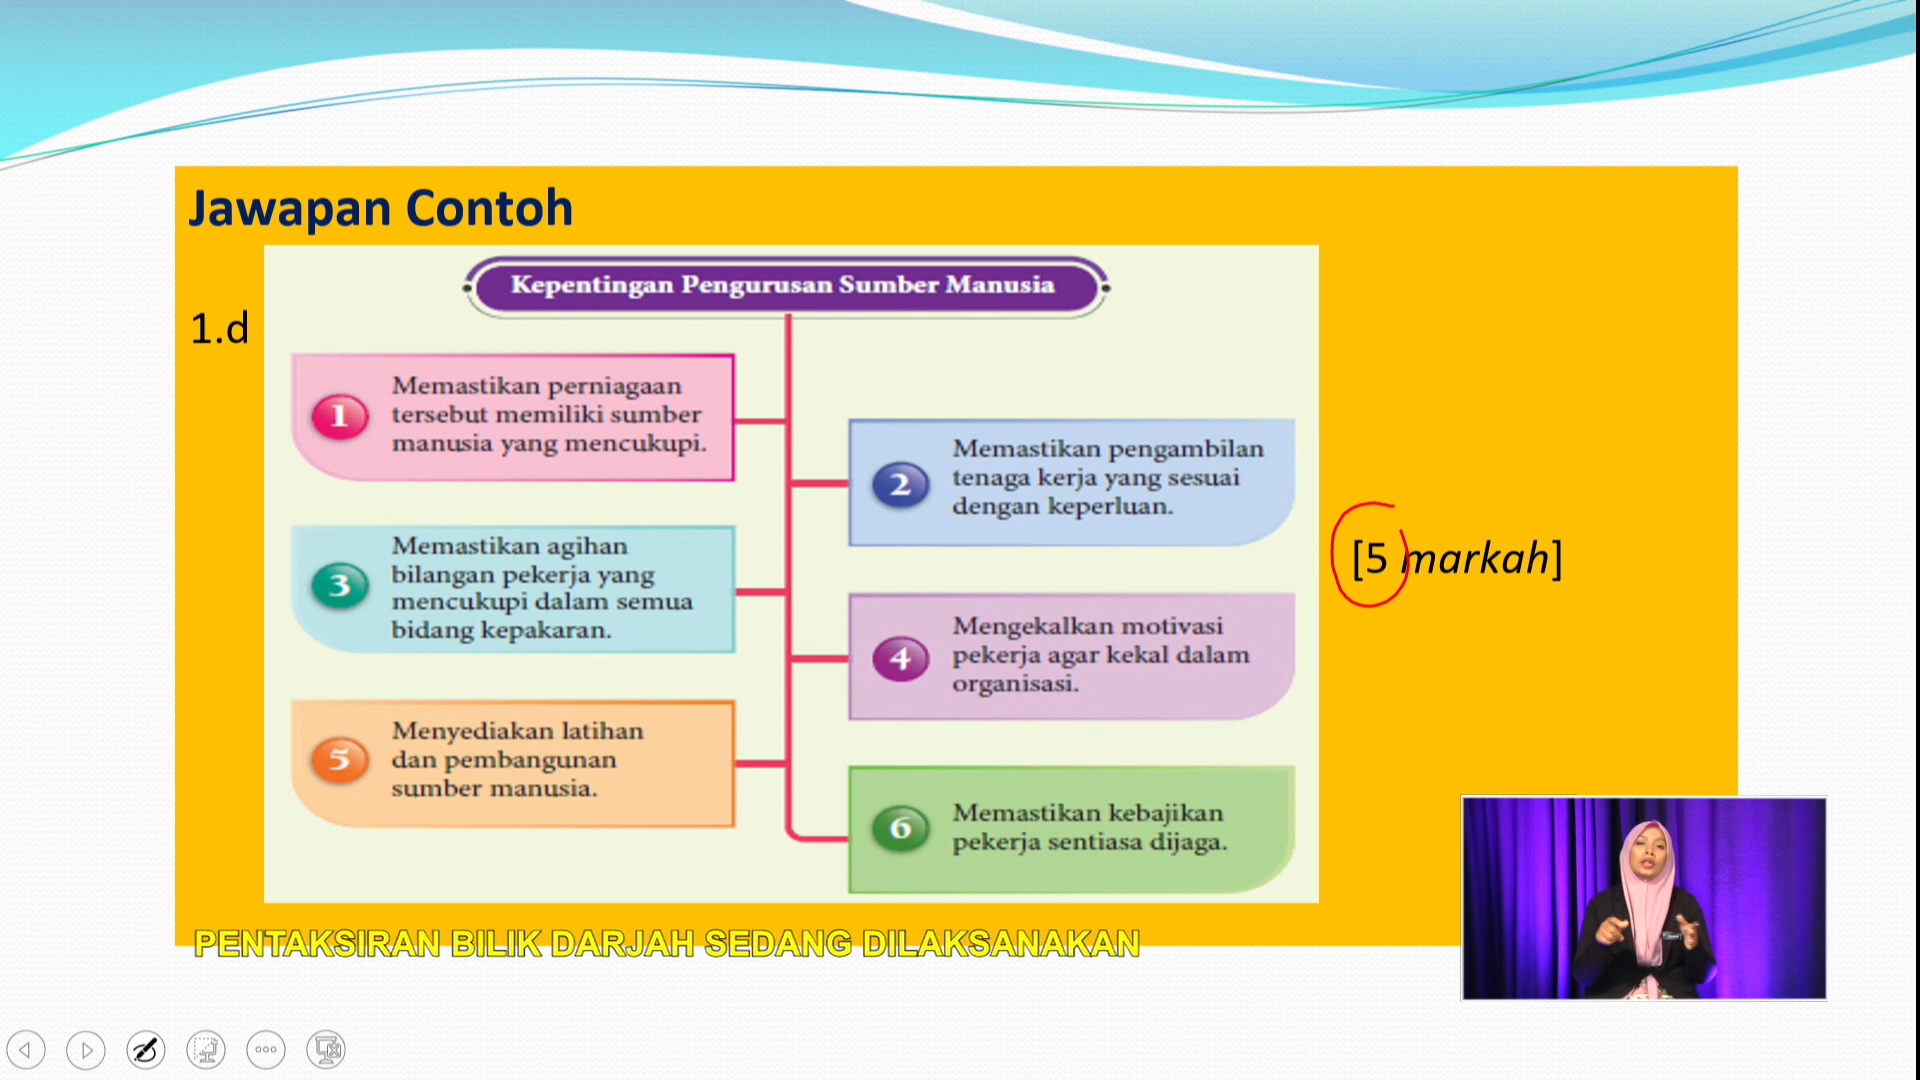 Jawapan Contoh
1.d
Kepentingan Pengurusan Sumber Manusia
1
Memastikan perniagaan
tersebut memiliki sumber
manusia yang mencukupi.
2
Memastikan pengambilan
tenaga kerja yang sesuai
dengan keperluan.
3
Memastikan agihan
bilangan pekerja yang
mencukupi dalam semua
bidang kepakaran.
4
Mengekalkan motivasi
pekerja agar kekal dalam
organisasi.
5
Menyediakan latihan
dan pembangunan
sumber manusia.
6
Memastikan kebajikan
pekerja sentiasa dijaga.
[5 markah]
PENTAKSIRAN BILIK DARJAH SEDANG DILAKSANAKAN